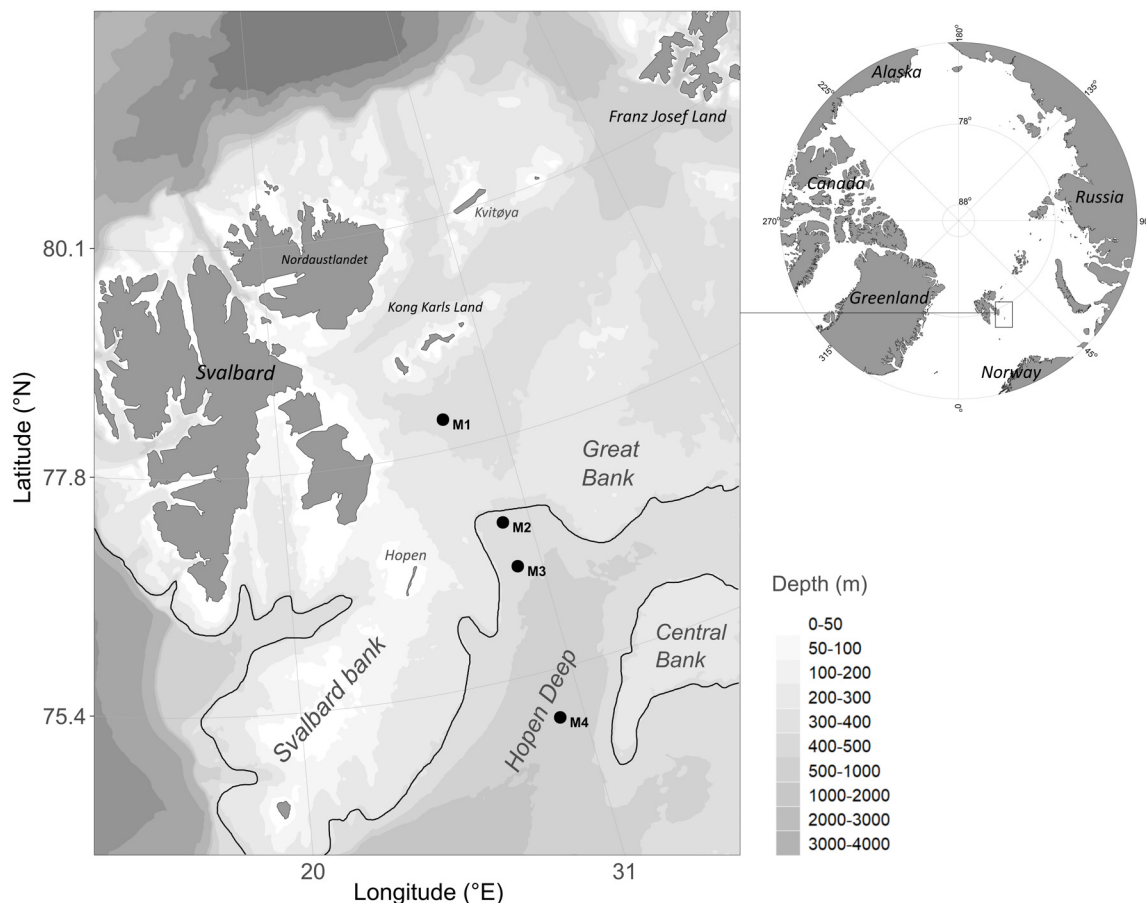 Franz Josef Land
Kvitøya
Nordaustlandet
Kong Karls Land
Svalbard
M1
Great
Bank
M2
M3
Hopen
Central
Bank
Svalbard bank
Hopen Deep
M4
80.1
77.8
75.4
Latitude (°N)
20
31
Longitude (°E)
180°
225°
135°
Alaska
78°
Canada
88°
Russia
270°
90
Greenland
315°
45°
Norway
0°
Depth (m)
0-50
50-100
100-200
200-300
300-400
400-500
500-1000
1000-2000
2000-3000
3000-4000